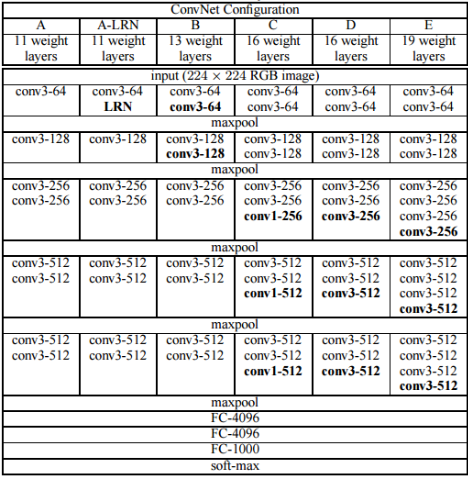 ConvNet Configuration
A A-LRN B C D E
11 weight 11 weight 13 weight 16 weight 16 weight 19 weight
layers layers layers layers layers layers
input (224 × 224 RGB image)
conv3-64 conv3-64 conv3-64 conv3-64 conv3-64 conv3-64
LRN conv3-64 conv3-64 conv3-64 conv3-64
maxpool
conv3-128 conv3-128 conv3-128 conv3-128 conv3-128 conv3-128
conv3-128 conv3-128 conv3-128 conv3-128
maxpool
conv3-256 conv3-256 conv3-256 conv3-256 conv3-256 conv3-256
conv3-256 conv3-256 conv3-256 conv3-256 conv3-256 conv3-256
conv1-256 conv3-256 conv3-256
conv3-256
maxpool
conv3-512 conv3-512 conv3-512 conv3-512 conv3-512 conv3-512
conv3-512 conv3-512 conv3-512 conv3-512 conv3-512 conv3-512
conv1-512 conv3-512 conv3-512
conv3-512
maxpool
conv3-512 conv3-512 conv3-512 conv3-512 conv3-512 conv3-512
conv3-512 conv3-512 conv3-512 conv3-512 conv3-512 conv3-512
conv1-512 conv3-512 conv3-512
conv3-512
maxpool
FC-4096
FC-4096
FC-1000
soft-max